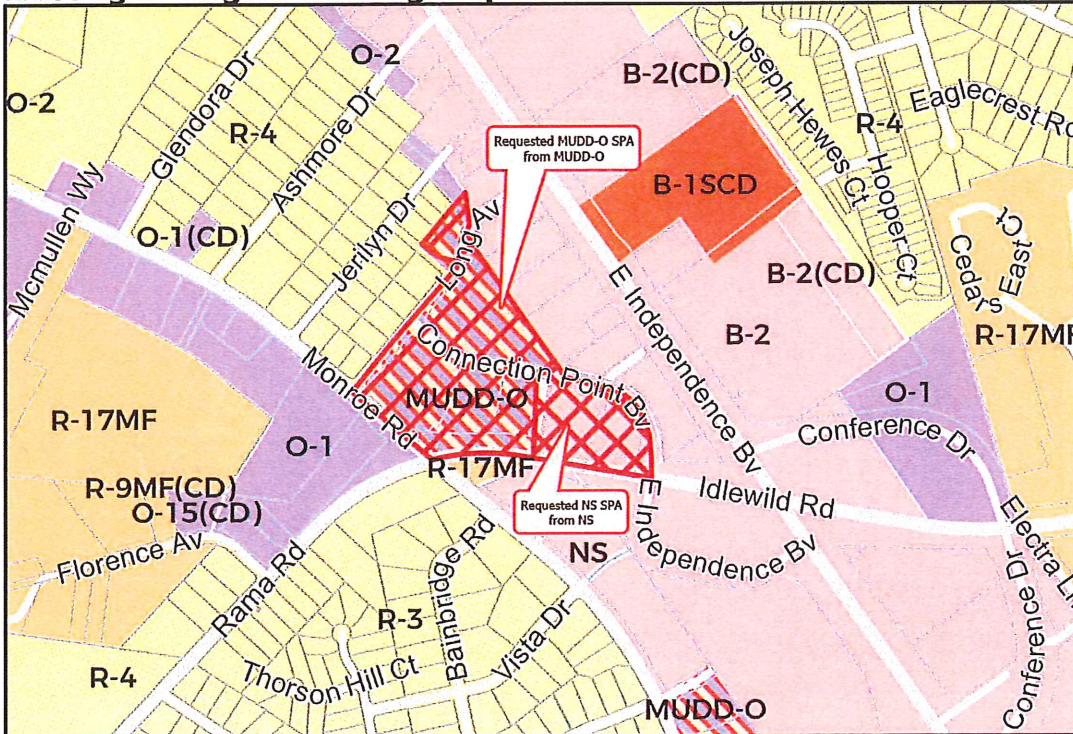 O-2
Glendora Dr
R-4
Ashmore Dr
O-2
B-2(CD)
Joseph Hewes Ct
R-4
Eaglecrest Rd
Hooper Ct
Requested MUDD-O SPA
from MUDD-O
B-1SCD
Mcmullen Wy
O-1(CD)
Jerilyn Dr
Long Av
B-2(CD)
Cedars East Ct
E Independence Bv
B-2
R-17MF
Connection Point Bv
Monroe Rd
MUDD-O
O-1
R-17MF
O-1
Conference Dr
R-17MF
R-9MF(CD)
O-15(CD)
Idlewild Rd
Requested NS SPA
from NS
NS
E Independence Bv
Florence Av
Rama Rd
R-3
Bainbridge Rd
Vista Dr
Thorson Hill Ct
R-4
MUDD-O
Conference Dr
Electra